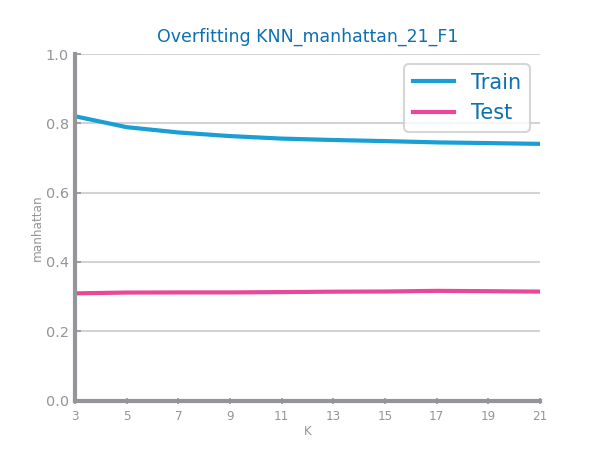 Overfitting KNN_manhattan_21_F1
1.0
0.8
0.6
0.4
0.2
0.0
manhattan
Train
Test
3 5 7 9 11 13 15 17 19 21
K